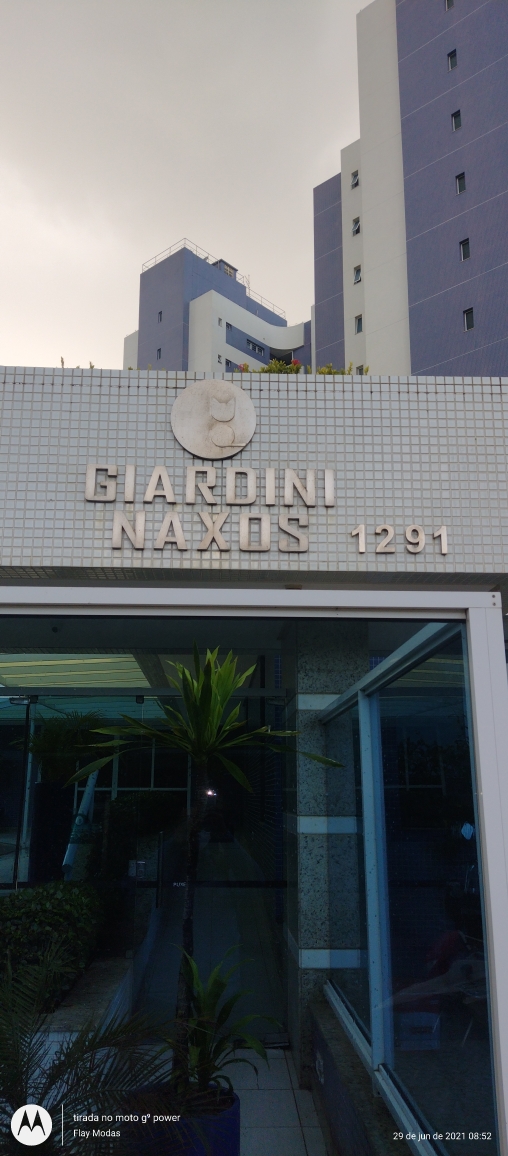 GIARDINI
NAXOS 1291
tirada no moto g⁹ power
Flay Modas
29 de jun de 2021 08:52